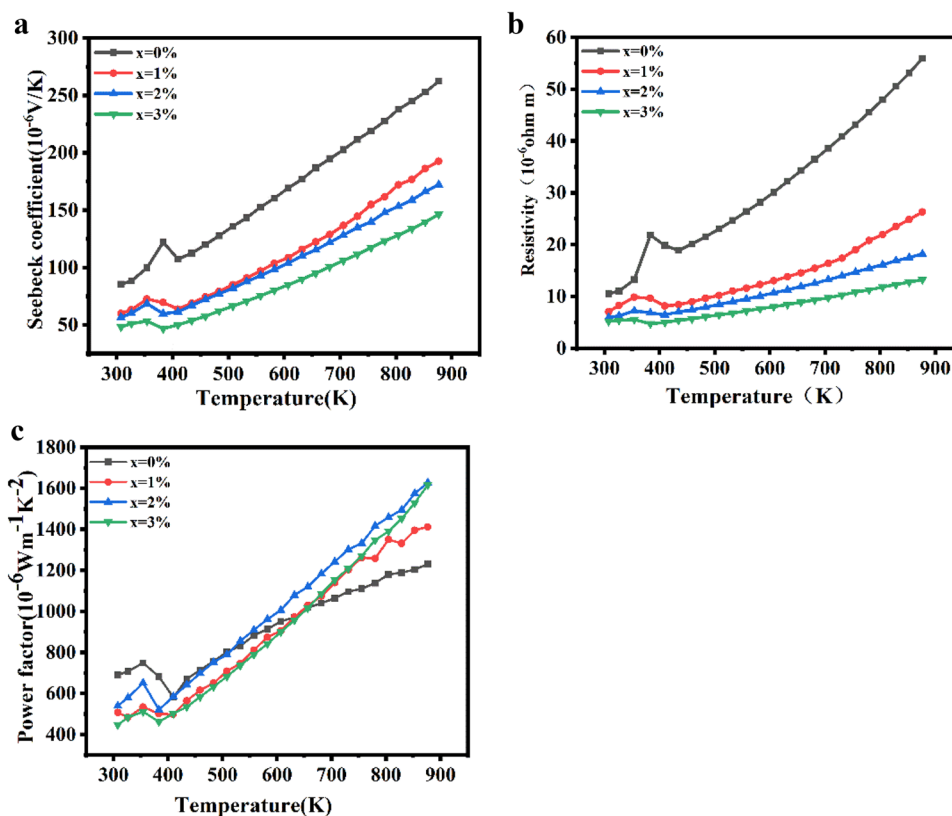 a
300
250
200
150
100
50
Seebeck coefficient(10⁻⁶V/K)
x=0%
x=1%
x=2%
x=3%
300 400 500 600 700 800 900
Temperature(K)
b
60
50
40
30
20
10
0
Resistivity（10⁻⁶ohm m）
x=0%
x=1%
x=2%
x=3%
300 400 500 600 700 800 900
Temperature（K）
c
1800
1600
1400
1200
1000
800
600
400
Power factor(10⁻⁶Wm⁻¹K⁻²
x=0%
x=1%
x=2%
x=3%
300 400 500 600 700 800 900
Temperature(K)